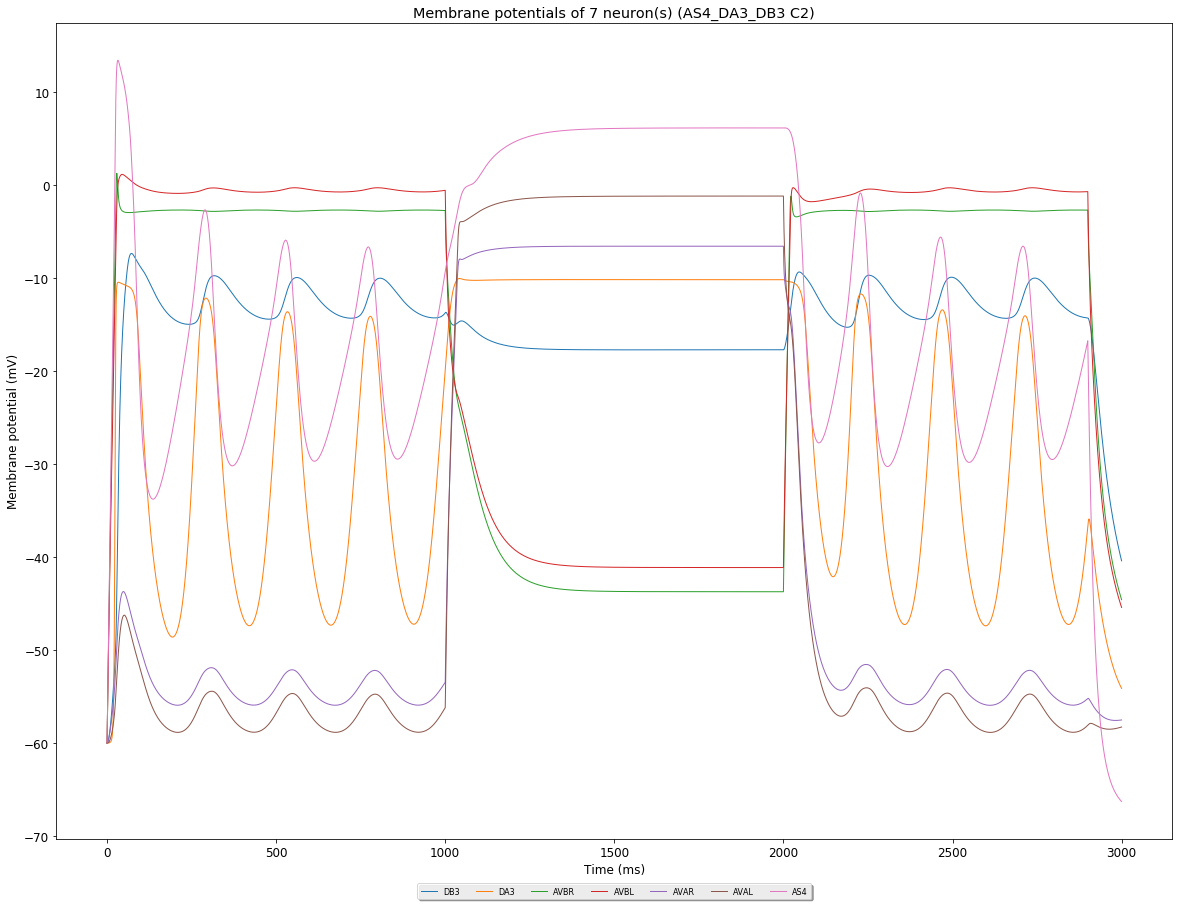 Membrane potentials of 7 neuron(s) (AS4_DA3_DB3 C2)
10
0
−10
−20
−30
−40
−50
−60
−70
Membrane potential (mV)
0 500 1000 1500 2000 2500 3000
Time (ms)
DB3 DA3 AVBR AVBL AVAR AVAL AS4